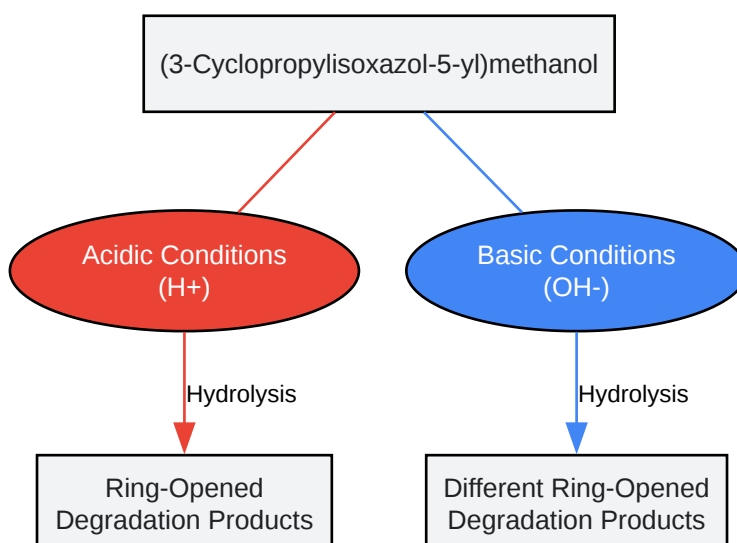 (3-Cyclopropylisoxazol-5-yl)methanol
Acidic Conditions
(H+)
Basic Conditions
(OH-)
Hydrolysis
Hydrolysis
Ring-Opened
Degradation Products
Different Ring-Opened
Degradation Products